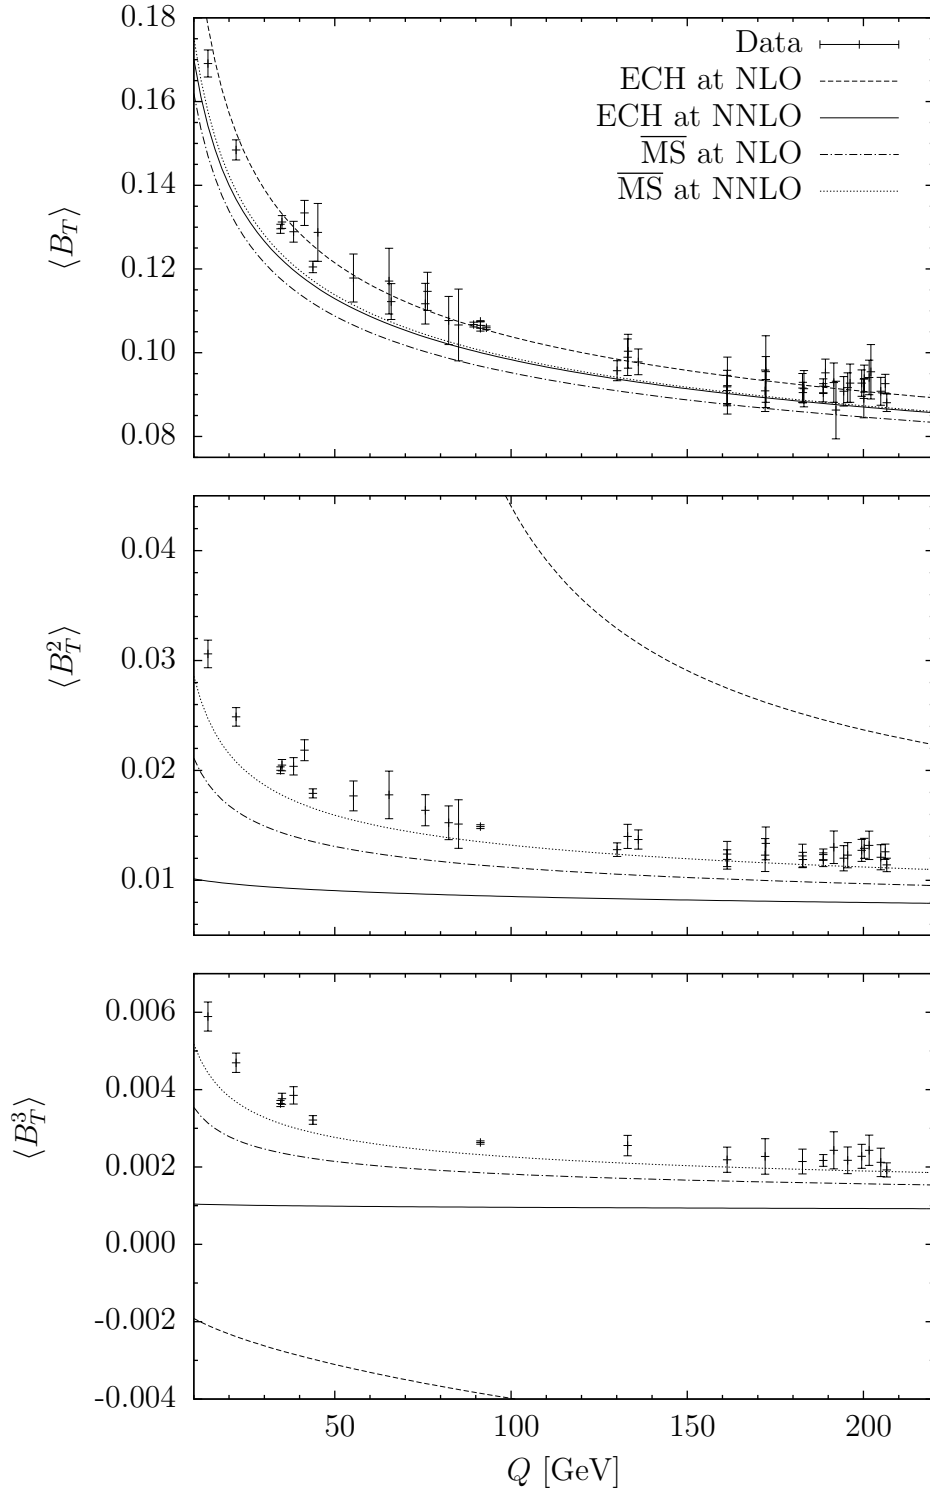 0.18
0.16
0.14
0.12
0.10
0.08
⟨B_T⟩
Data
ECH at NLO
ECH at NNLO
M̅S̅ at NLO
M̅S̅ at NNLO
0.04
0.03
0.02
0.01
⟨B_T^2⟩
0.006
0.004
0.002
0.000
-0.002
-0.004
⟨B_T^3⟩
50 100 150 200
Q [GeV]